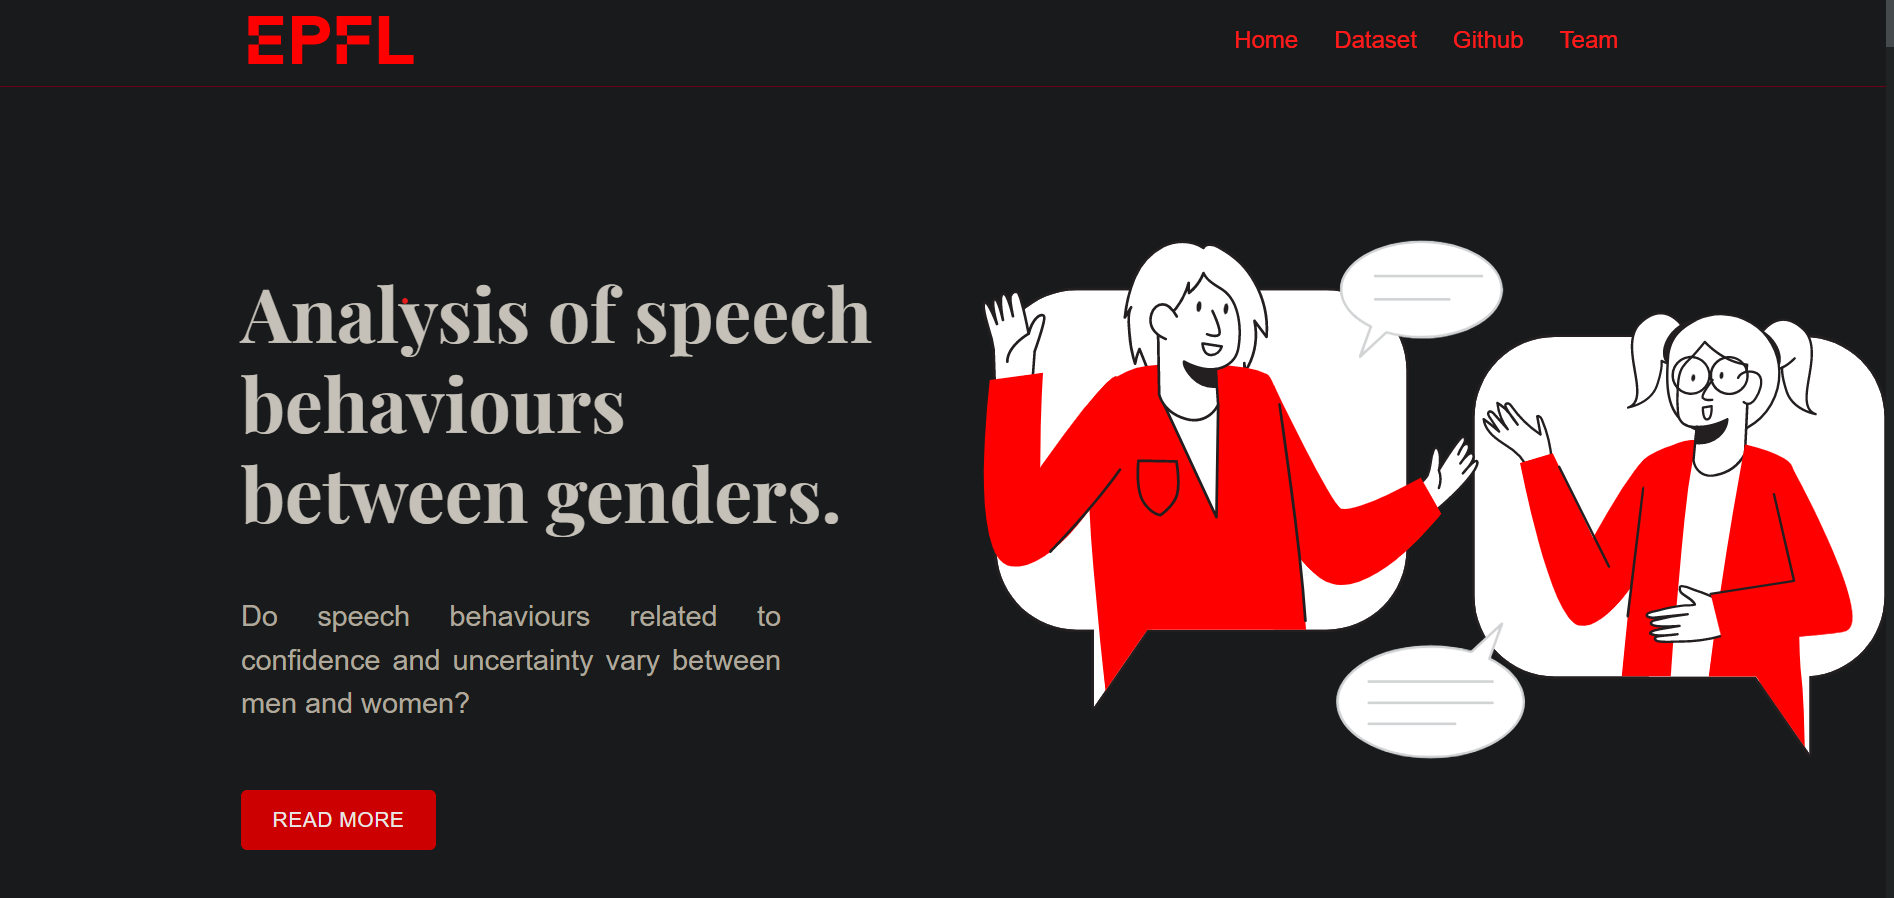 EPFL
Home Dataset Github Team
Analysis of speech
behaviours
between genders.
Do speech behaviours related to
confidence and uncertainty vary between
men and women?
READ MORE